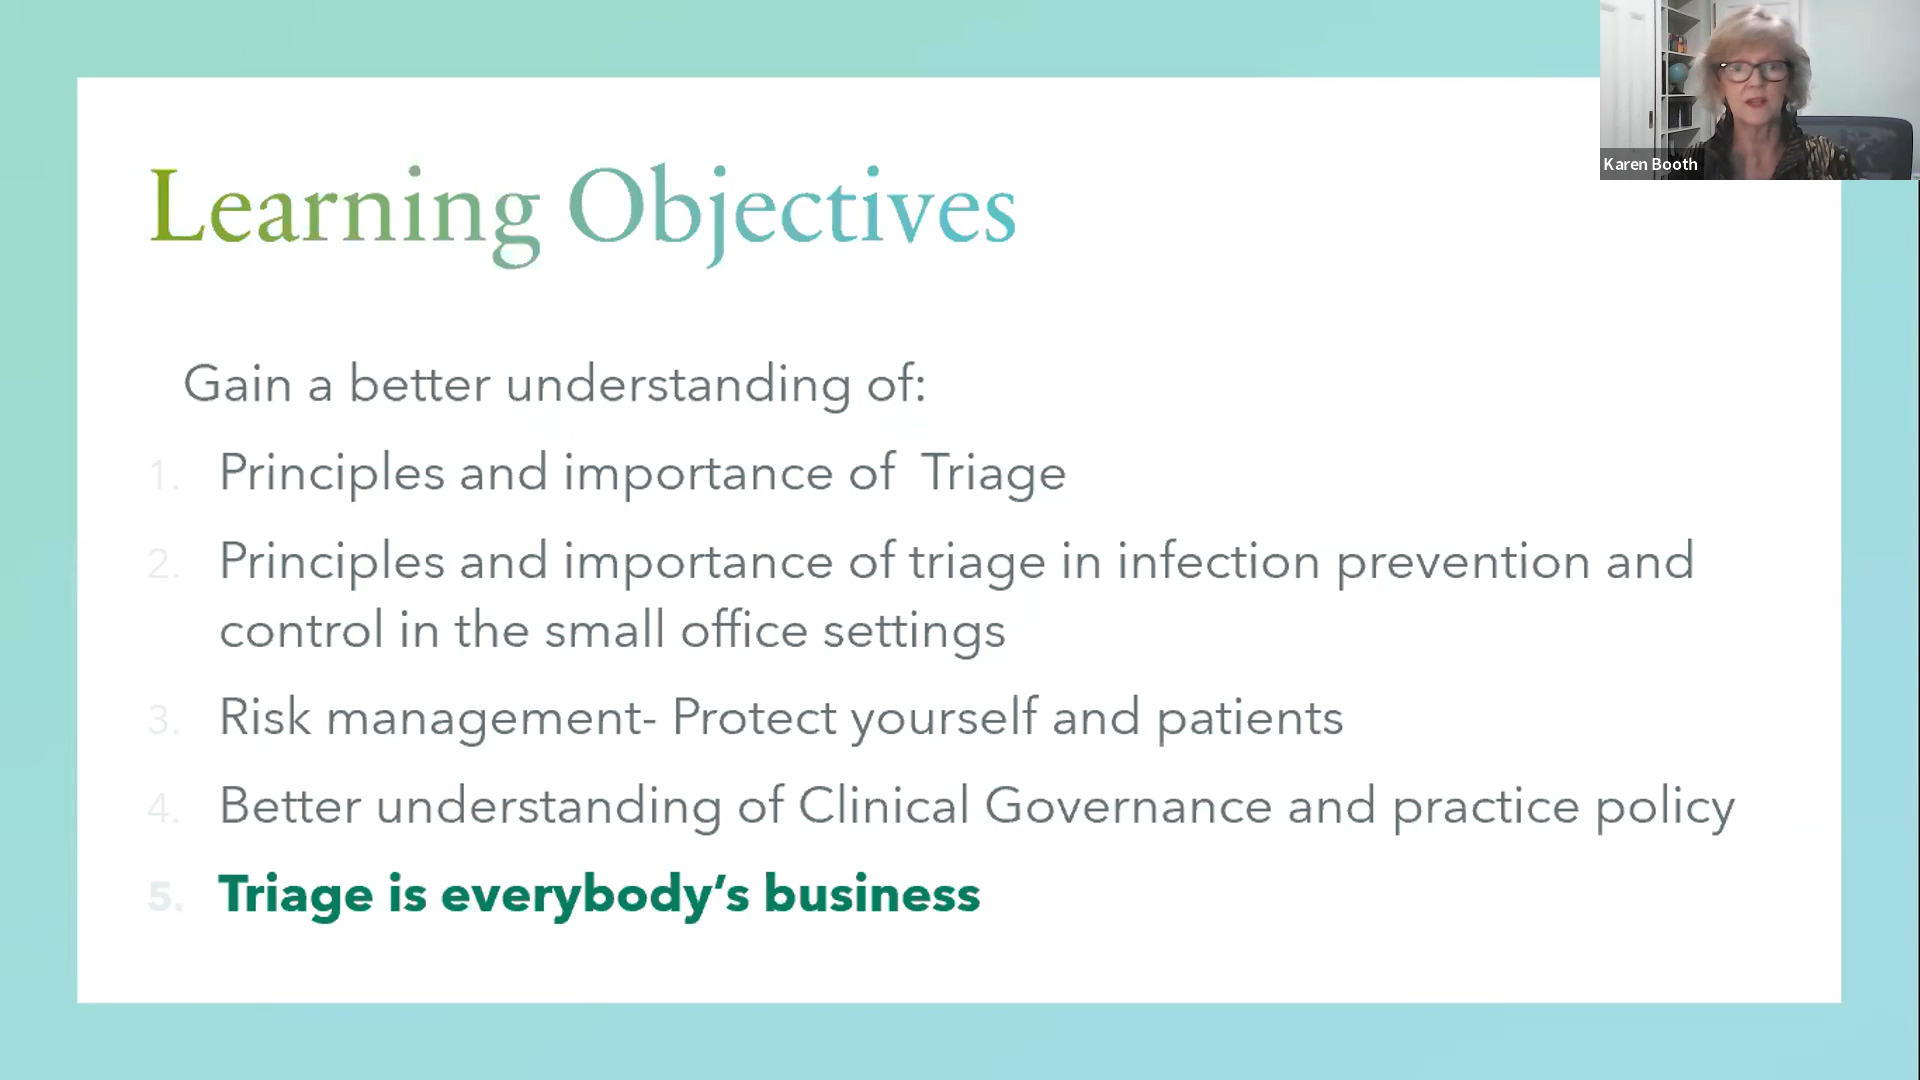 Karen Booth
Learning Objectives
Gain a better understanding of:
1. Principles and importance of  Triage
2. Principles and importance of triage in infection prevention and
control in the small office settings
3. Risk management- Protect yourself and patients
4. Better understanding of Clinical Governance and practice policy
5. Triage is everybody’s business